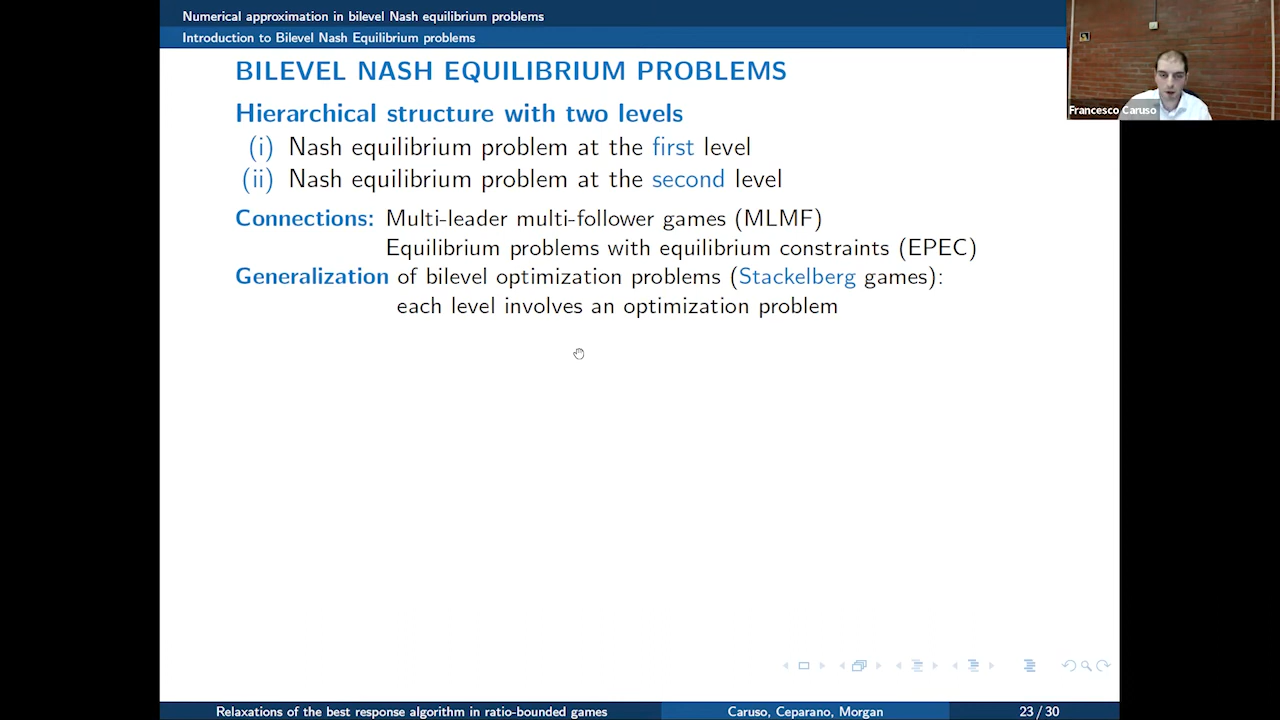 Numerical approximation in bilevel Nash equilibrium problems
Introduction to Bilevel Nash Equilibrium problems
Francesco Caruso
BILEVEL NASH EQUILIBRIUM PROBLEMS
Hierarchical structure with two levels
(i) Nash equilibrium problem at the first level
(ii) Nash equilibrium problem at the second level
Connections: Multi-leader multi-follower games (MLMF)
Equilibrium problems with equilibrium constraints (EPEC)
Generalization of bilevel optimization problems (Stackelberg games):
each level involves an optimization problem
Relaxations of the best response algorithm in ratio-bounded games
Caruso, Ceparano, Morgan
23 / 30